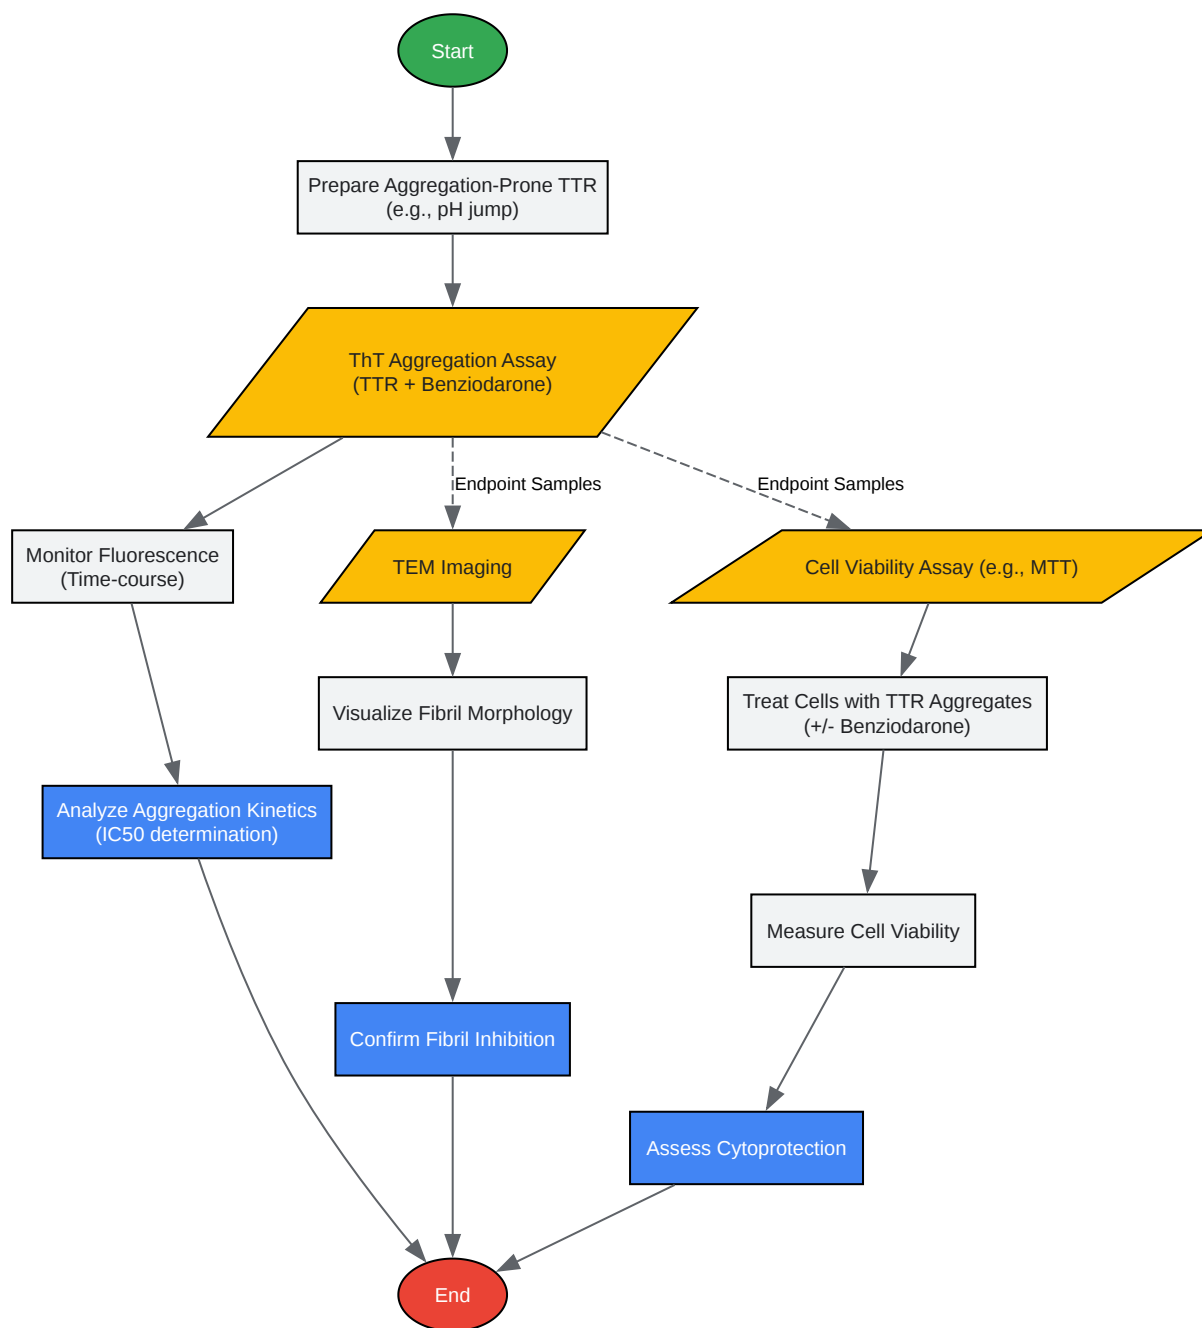 Start
Prepare Aggregation-Prone TTR
(e.g., pH jump)
ThT Aggregation Assay
(TTR + Benziodarone)
Endpoint Samples
Endpoint Samples
Monitor Fluorescence
(Time-course)
TEM Imaging
Cell Viability Assay (e.g., MTT)
Visualize Fibril Morphology
Treat Cells with TTR Aggregates
(+/- Benziodarone)
Analyze Aggregation Kinetics
(IC50 determination)
Measure Cell Viability
Confirm Fibril Inhibition
Assess Cytoprotection
End